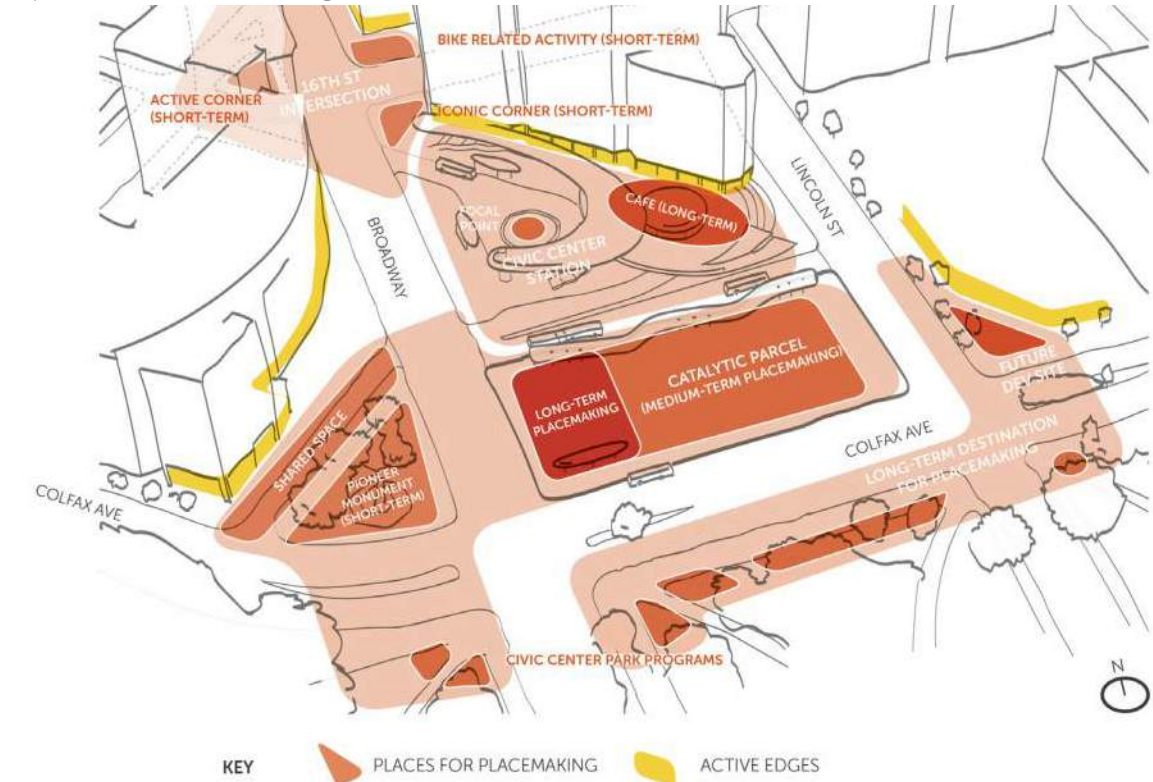 BIKE RELATED ACTIVITY (SHORT-TERM)
16TH ST
INTERSECTION
ACTIVE CORNER
(SHORT-TERM)
ICONIC CORNER (SHORT-TERM)
LINCOLN ST
CAFE (LONG-TERM)
FOCAL
POINT
BROADWAY
CIVIC CENTER
STATION
CATALYTIC PARCEL
(MEDIUM-TERM PLACEMAKING)
LONG-TERM
PLACEMAKING
FUTURE
DEV SITE
SHARED SPACE
PIONEER
MONUMENT
(SHORT-TERM)
COLFAX AVE
LONG-TERM DESTINATION
FOR PLACEMAKING
COLFAX AVE
CIVIC CENTER PARK PROGRAMS
N
KEY
PLACES FOR PLACEMAKING
ACTIVE EDGES